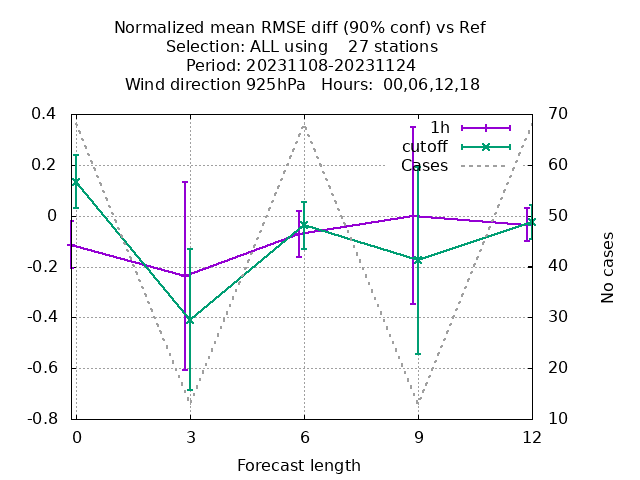 Normalized mean RMSE diff (90% conf) vs Ref
Selection: ALL using    27 stations
Period: 20231108-20231124
Wind direction 925hPa   Hours:  00,06,12,18
1h
cutoff
Cases
0.4
0.2
0
-0.2
-0.4
-0.6
-0.8
70
60
50
40
30
20
10
No cases
0 3 6 9 12
Forecast length